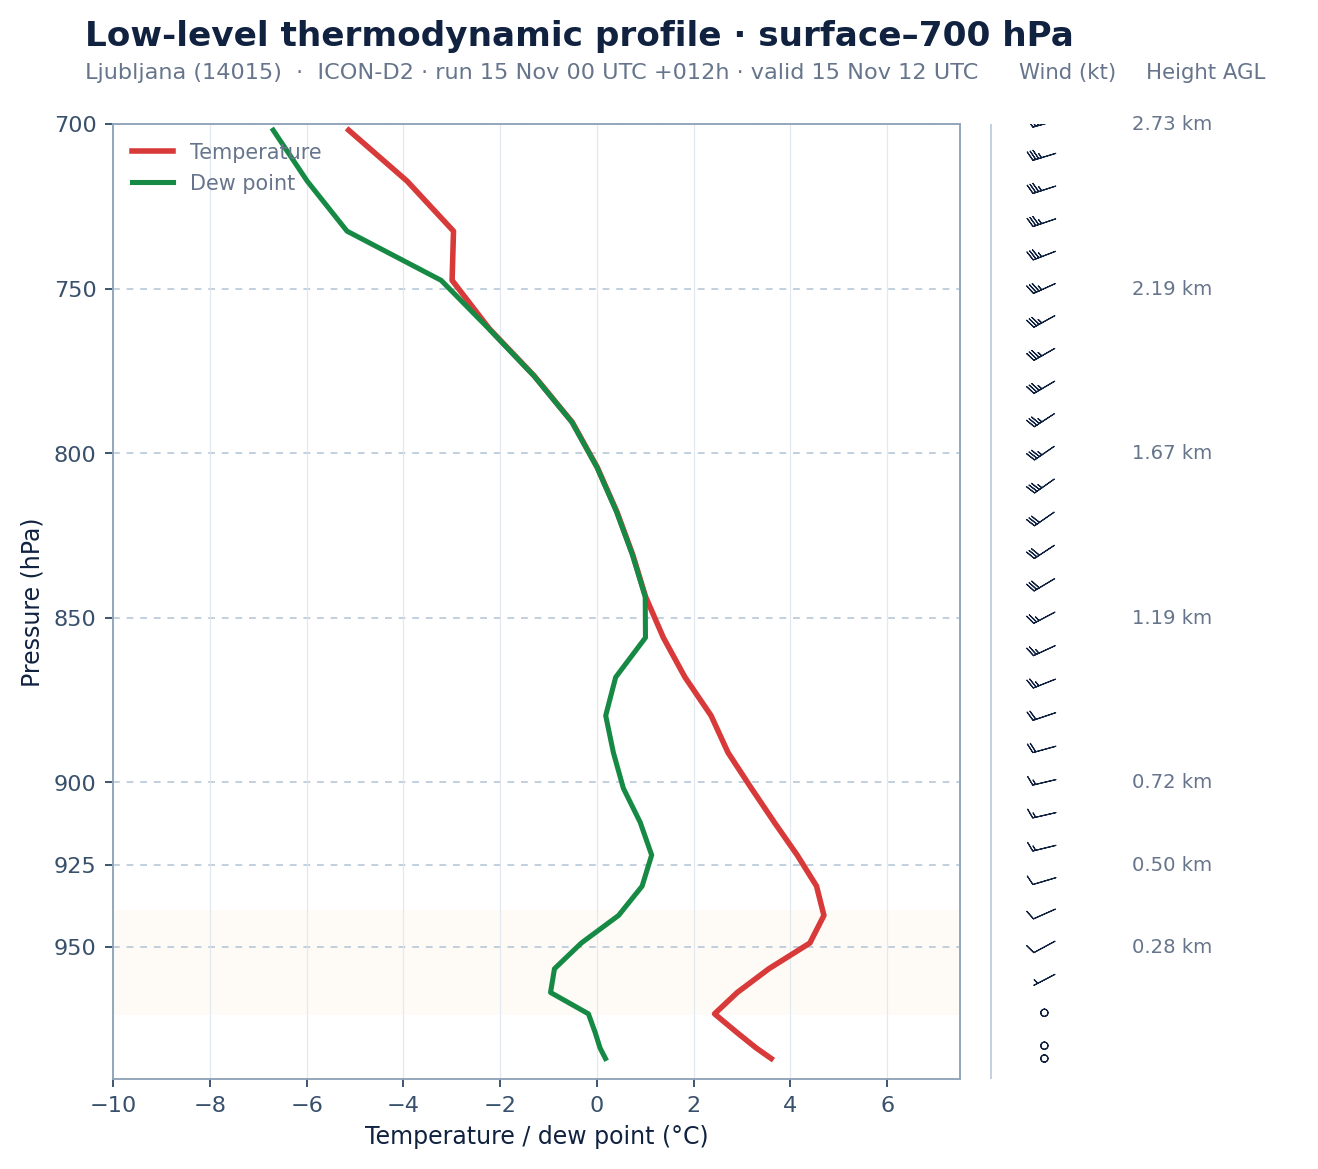 Low-level thermodynamic profile · surface–700 hPa
Ljubljana (14015) · ICON-D2 · run 15 Nov 00 UTC +012h · valid 15 Nov 12 UTC
Wind (kt)
Height AGL
700
2.73 km
Temperature
Dew point
750
2.19 km
800
1.67 km
850
1.19 km
900
0.72 km
925
0.50 km
950
0.28 km
Pressure (hPa)
−10 −8 −6 −4 −2 0 2 4 6
Temperature / dew point (°C)